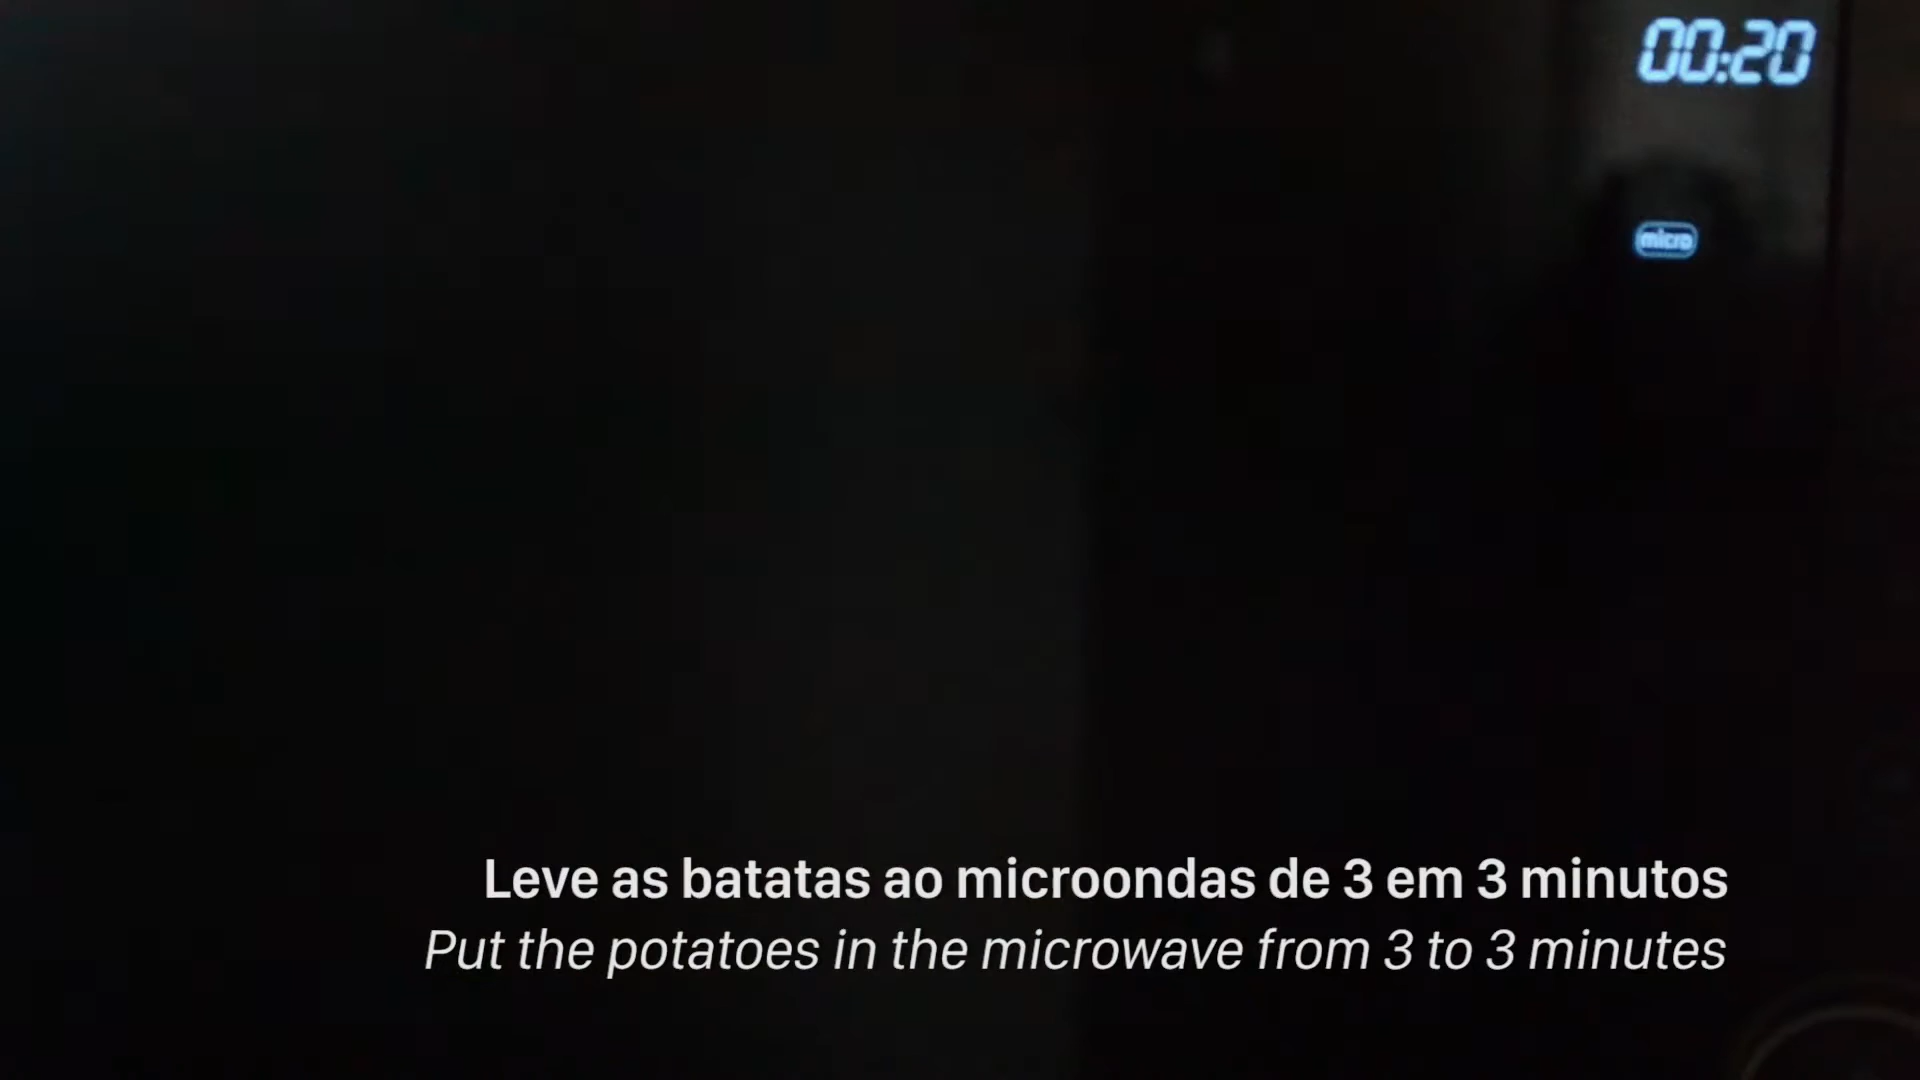 00:20
micro
Leve as batatas ao microondas de 3 em 3 minutos
Put the potatoes in the microwave from 3 to 3 minutes